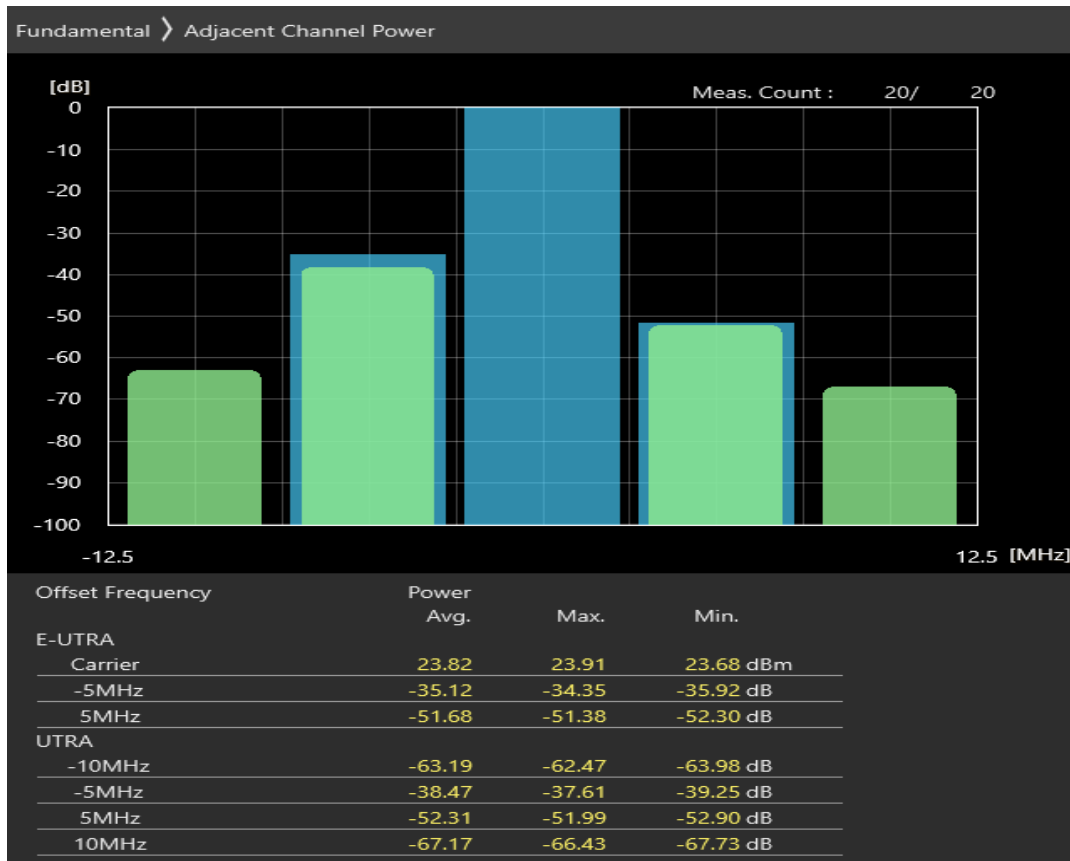 Fundamental ❯ Adjacent Channel Power
[dB]
Meas. Count : 20/ 20
0
-10
-20
-30
-40
-50
-60
-70
-80
-90
-100
-12.5 12.5 [MHz]
Offset Frequency Power
Avg. Max. Min.
E-UTRA
Carrier 23.82 23.91 23.68 dBm
-5MHz -35.12 -34.35 -35.92 dB
5MHz -51.68 -51.38 -52.30 dB
UTRA
-10MHz -63.19 -62.47 -63.98 dB
-5MHz -38.47 -37.61 -39.25 dB
5MHz -52.31 -51.99 -52.90 dB
10MHz -67.17 -66.43 -67.73 dB